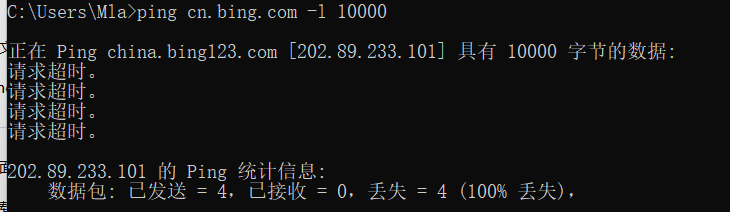 C:\Users\Mla>ping cn.bing.com -l 10000
正在 Ping china.bing123.com [202.89.233.101] 具有 10000 字节的数据:
请求超时。
请求超时。
请求超时。
请求超时。
202.89.233.101 的 Ping 统计信息:
数据包: 已发送 = 4，已接收 = 0，丢失 = 4 (100% 丢失)，